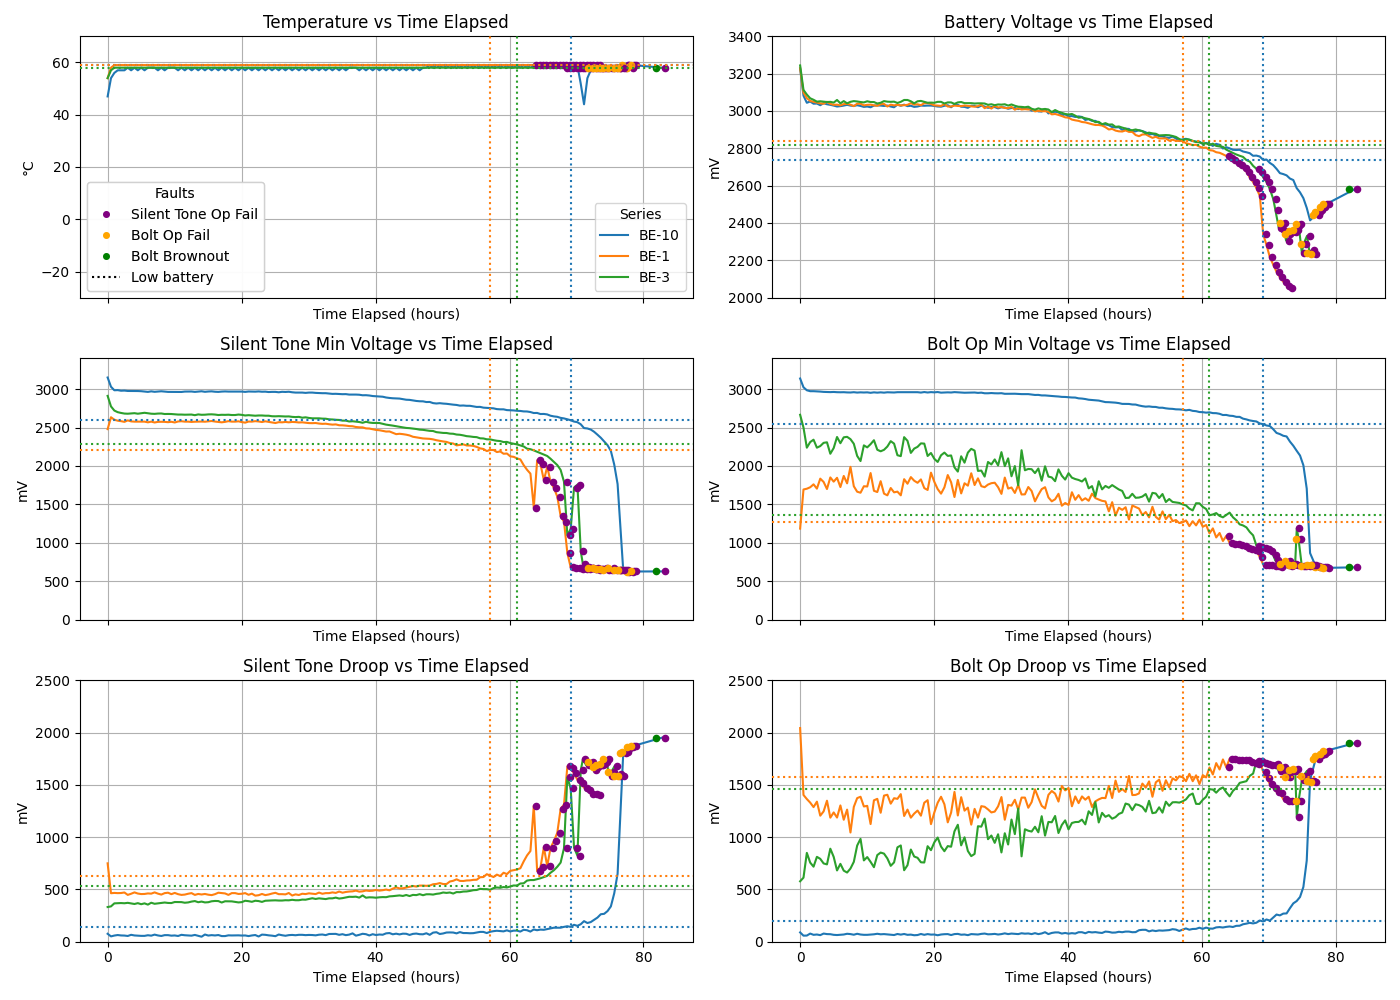 Temperature vs Time Elapsed
60
40
20
0
−20
°C
Time Elapsed (hours)
Faults
Silent Tone Op Fail
Bolt Op Fail
Bolt Brownout
Low battery
Series
BE-10
BE-1
BE-3
Battery Voltage vs Time Elapsed
3400
3200
3000
2800
2600
2400
2200
2000
mV
Time Elapsed (hours)
Silent Tone Min Voltage vs Time Elapsed
3000
2500
2000
1500
1000
500
0
mV
Time Elapsed (hours)
Bolt Op Min Voltage vs Time Elapsed
3000
2500
2000
1500
1000
500
0
mV
Time Elapsed (hours)
Silent Tone Droop vs Time Elapsed
2500
2000
1500
1000
500
0
mV
0 20 40 60 80
Time Elapsed (hours)
Bolt Op Droop vs Time Elapsed
2500
2000
1500
1000
500
0
mV
0 20 40 60 80
Time Elapsed (hours)